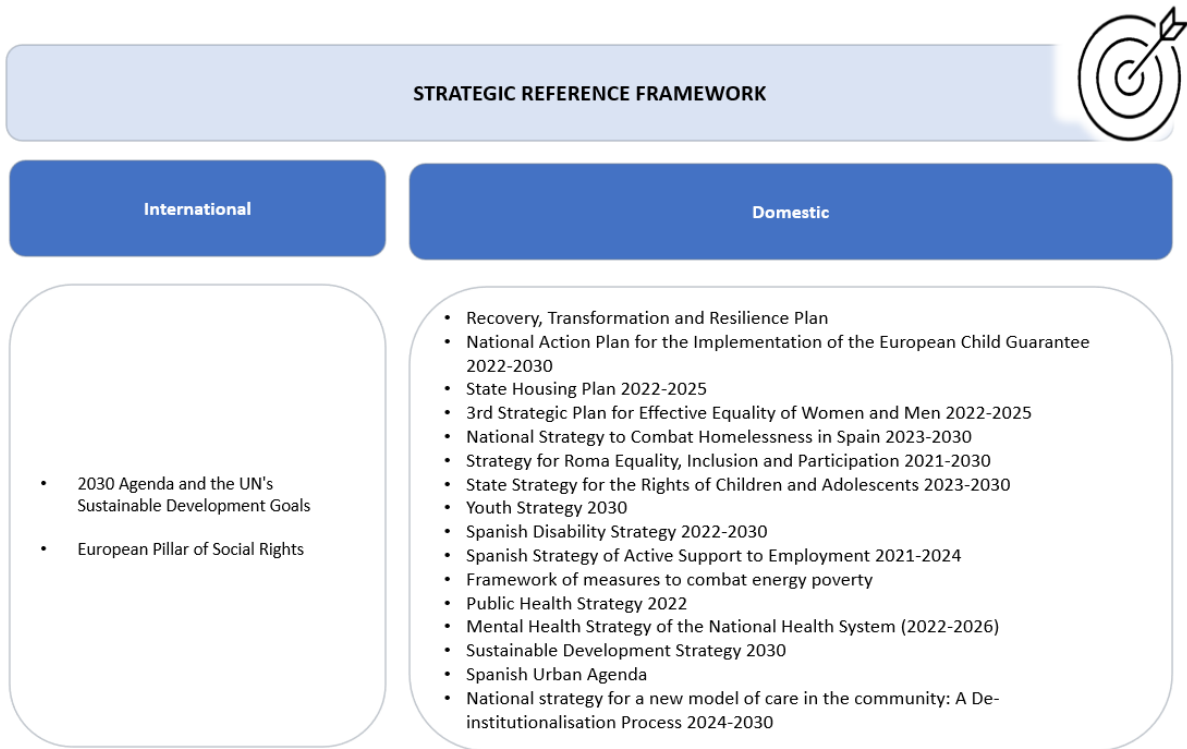 STRATEGIC REFERENCE FRAMEWORK
International
Domestic
• 2030 Agenda and the UN's
Sustainable Development Goals
• European Pillar of Social Rights
• Recovery, Transformation and Resilience Plan
• National Action Plan for the Implementation of the European Child Guarantee
2022-2030
• State Housing Plan 2022-2025
• 3rd Strategic Plan for Effective Equality of Women and Men 2022-2025
• National Strategy to Combat Homelessness in Spain 2023-2030
• Strategy for Roma Equality, Inclusion and Participation 2021-2030
• State Strategy for the Rights of Children and Adolescents 2023-2030
• Youth Strategy 2030
• Spanish Disability Strategy 2022-2030
• Spanish Strategy of Active Support to Employment 2021-2024
• Framework of measures to combat energy poverty
• Public Health Strategy 2022
• Mental Health Strategy of the National Health System (2022-2026)
• Sustainable Development Strategy 2030
• Spanish Urban Agenda
• National strategy for a new model of care in the community: A De-
institutionalisation Process 2024-2030